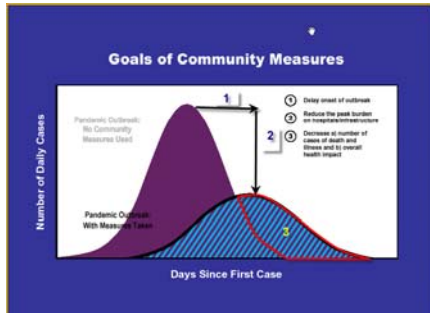 Goals of Community Measures
1
① Delay onset of outbreak
② Reduce the peak burden
on hospitals/infrastructure
③ Decrease a) number of
cases of death and
illness and b) overall
health impact
Pandemic Outbreak:
No Community
Measures Used
2
Pandemic Outbreak:
With Measures Taken
3
Number of Daily Cases
Days Since First Case